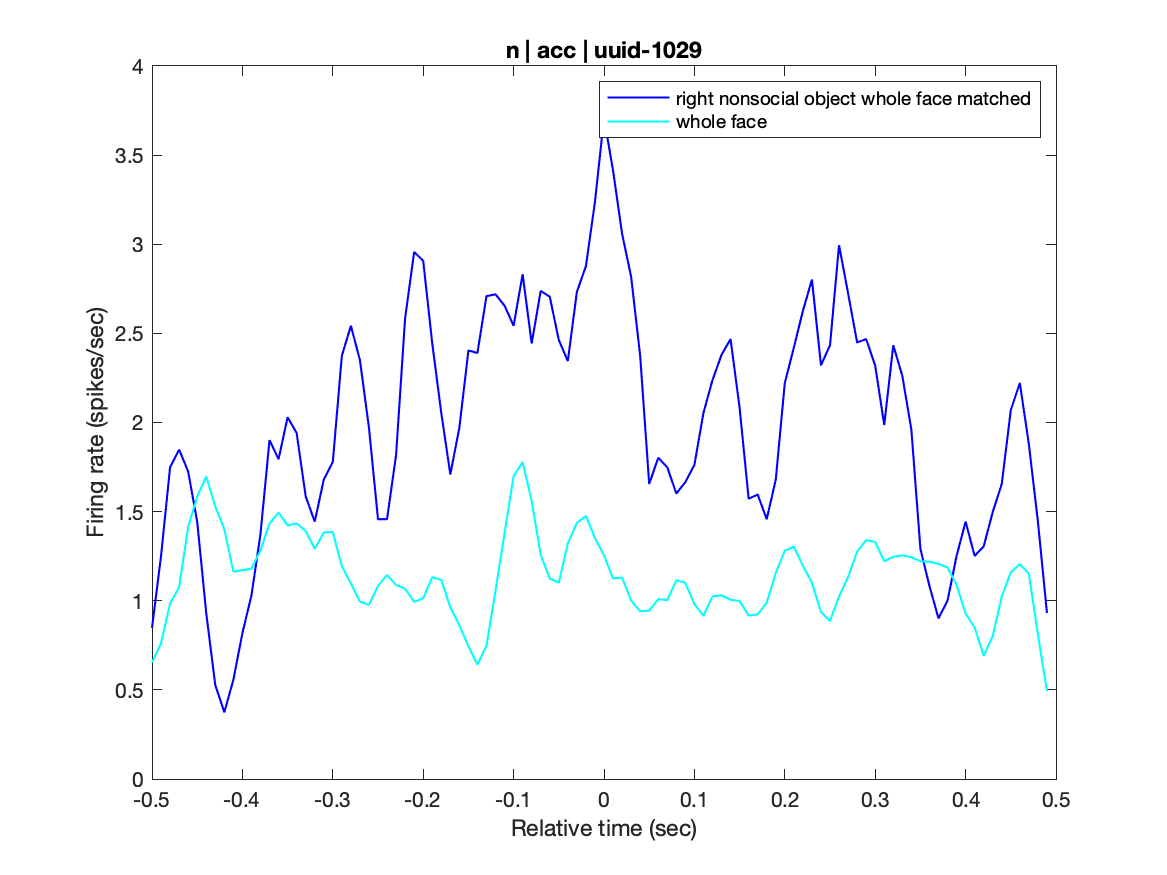 n | acc | uuid-1029
right nonsocial object whole face matched
whole face
Firing rate (spikes/sec)
4
3.5
3
2.5
2
1.5
1
0.5
0
-0.5 -0.4 -0.3 -0.2 -0.1 0 0.1 0.2 0.3 0.4 0.5
Relative time (sec)